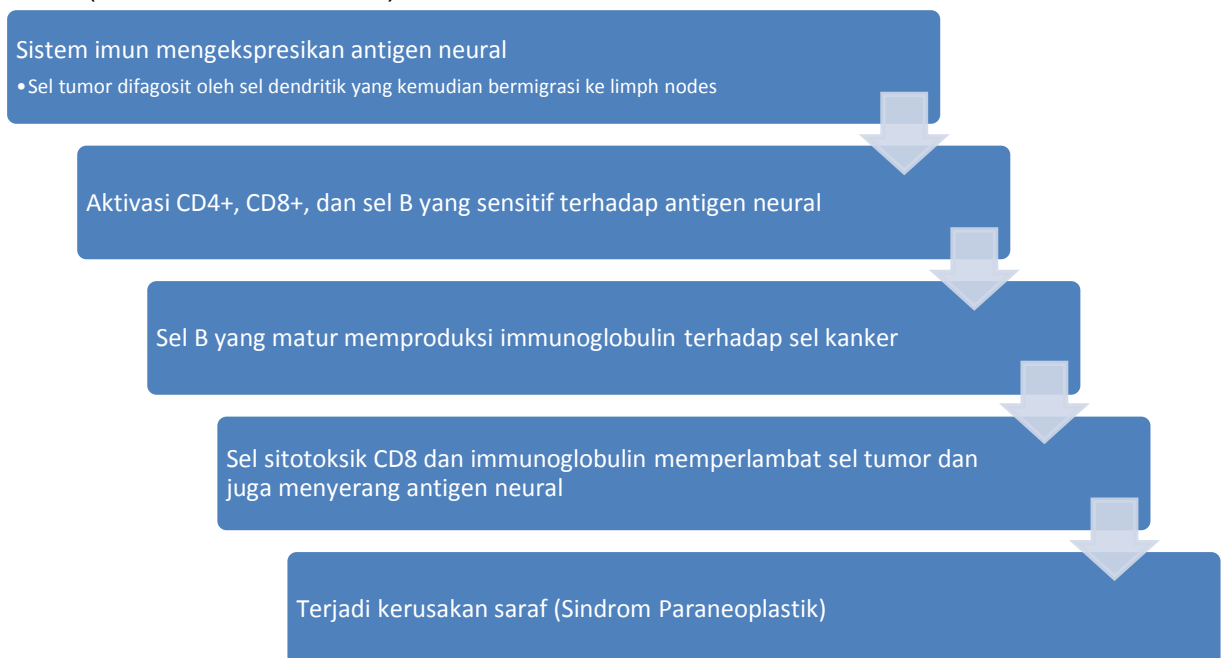 Sistem imun mengekspresikan antigen neural
•Sel tumor difagosit oleh sel dendritik yang kemudian bermigrasi ke limph nodes
Aktivasi CD4+, CD8+, dan sel B yang sensitif terhadap antigen neural
Sel B yang matur memproduksi immunoglobulin terhadap sel kanker
Sel sitotoksik CD8 dan immunoglobulin memperlambat sel tumor dan
juga menyerang antigen neural
Terjadi kerusakan saraf (Sindrom Paraneoplastik)